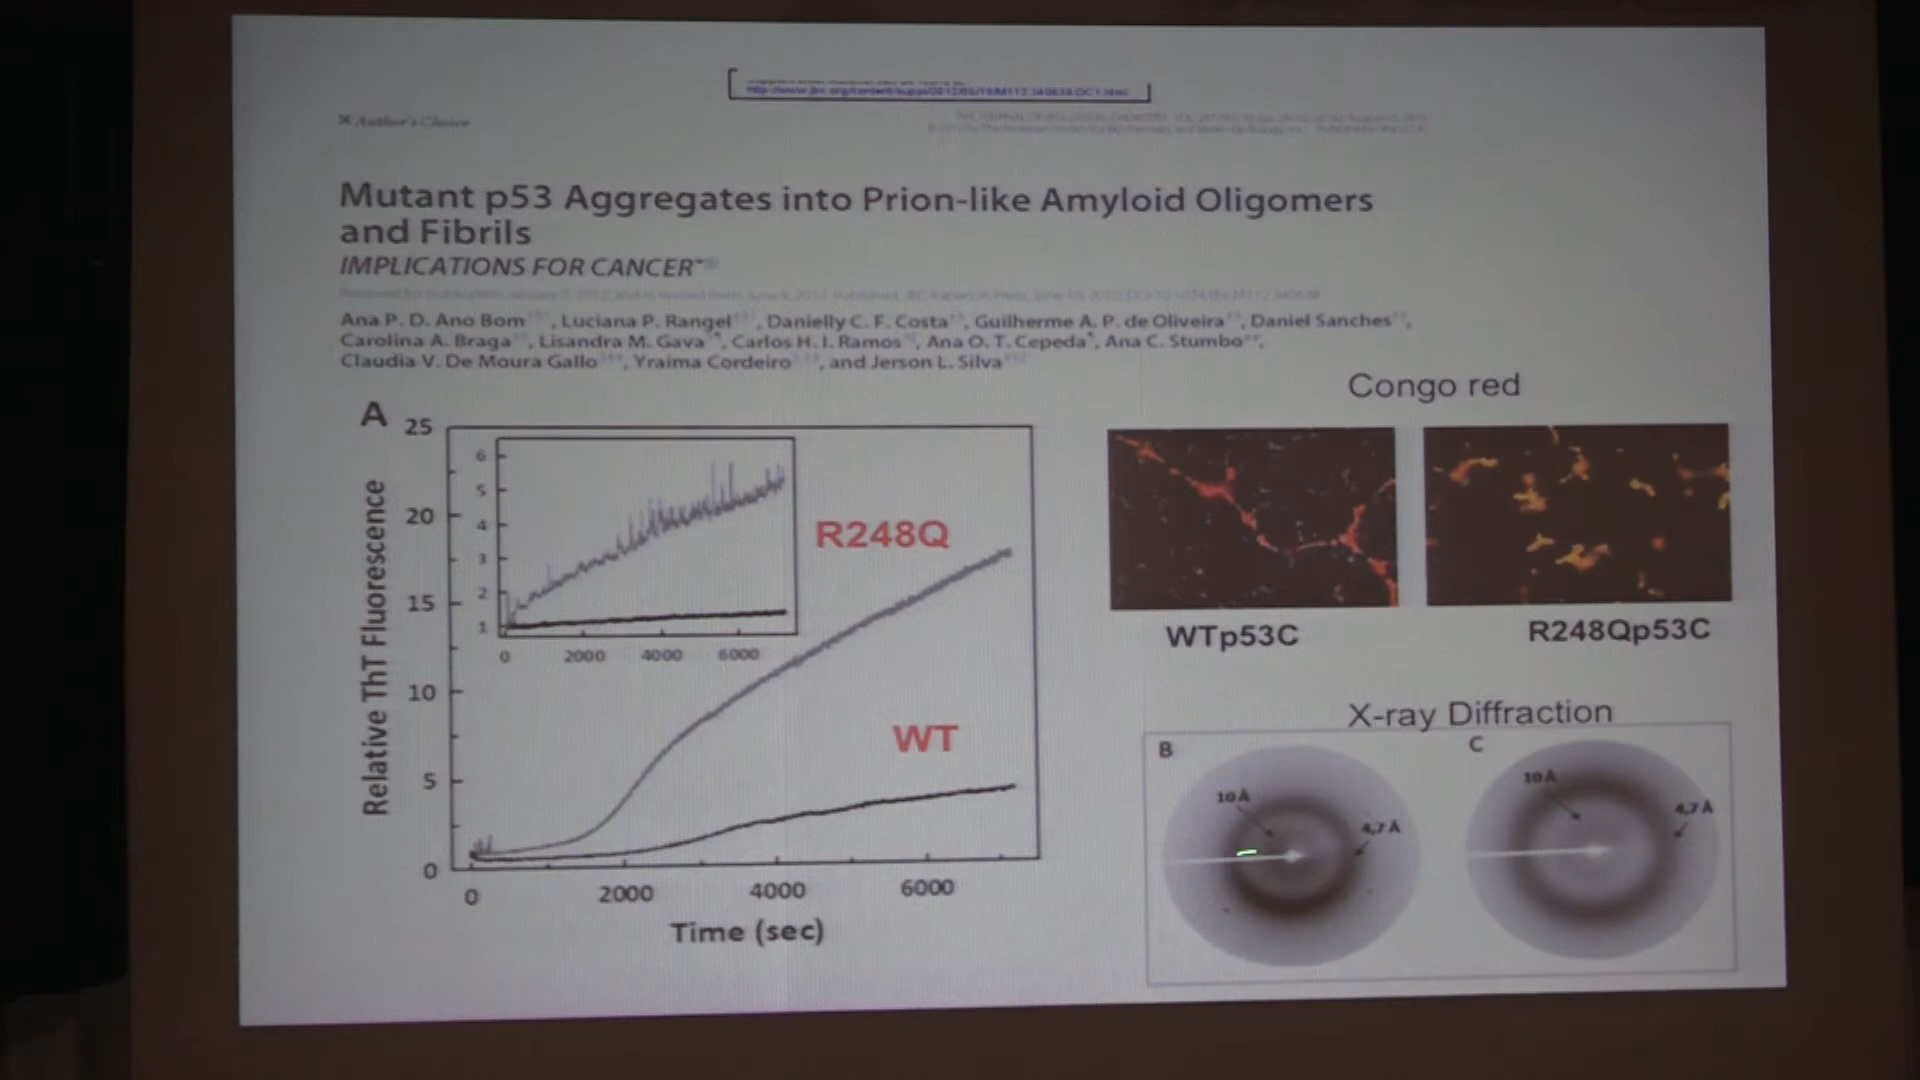 Author's Choice
Mutant p53 Aggregates into Prion-like Amyloid Oligomers
and Fibrils
IMPLICATIONS FOR CANCER
Ana P. D. Ano Bom, Luciana P. Rangel, Danielly C. F. Costa, Guilherme A. P. de Oliveira, Daniel Sanches,
Carolina A. Braga, Lisandra M. Gava, Carlos H. I. Ramos, Ana O. T. Cepeda, Ana C. Stumbo,
Claudia V. De Moura Gallo, Yraima Cordeiro, and Jerson L. Silva
A
Relative ThT Fluorescence
25
20
15
10
5
0
6
5
4
3
2
1
0 2000 4000 6000
R248Q
WT
0 2000 4000 6000
Time (sec)
Congo red
WTp53C
R248Qp53C
X-ray Diffraction
B
10 Å
4,7 Å
C
10 Å
4,7 Å